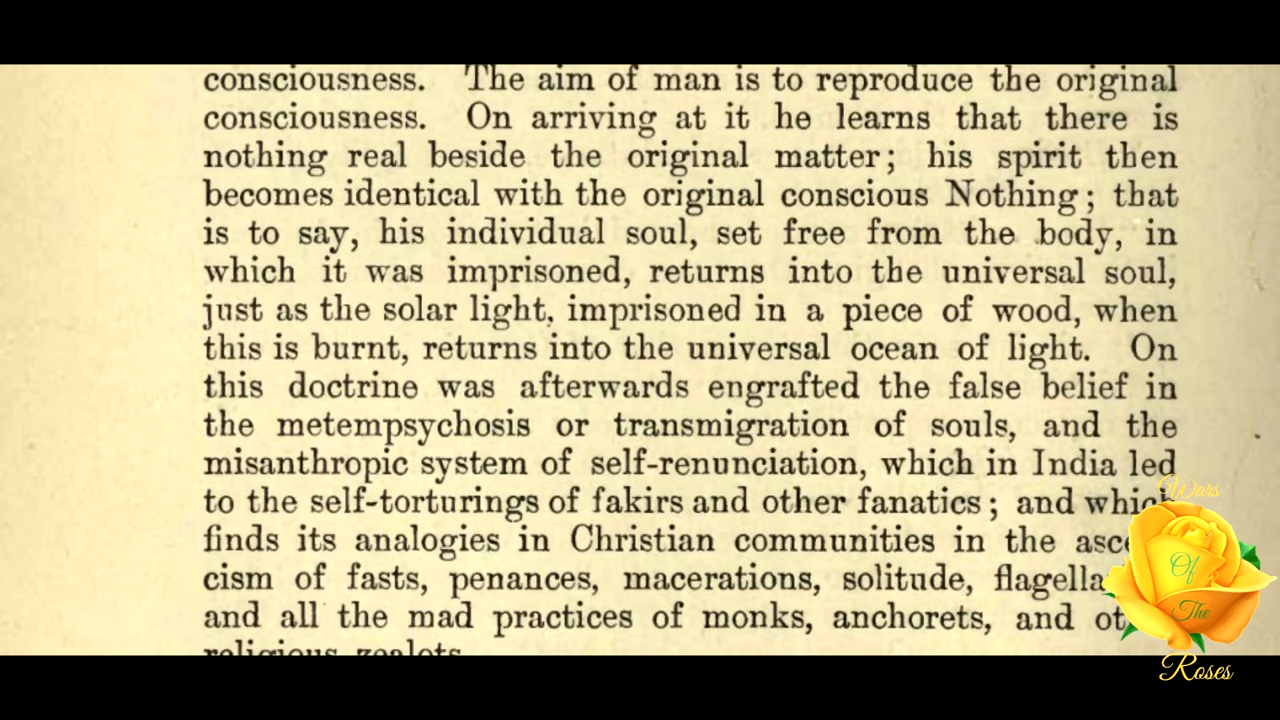 consciousness. The aim of man is to reproduce the original
consciousness. On arriving at it he learns that there is
nothing real beside the original matter; his spirit then
becomes identical with the original conscious Nothing; that
is to say, his individual soul, set free from the body, in
which it was imprisoned, returns into the universal soul,
just as the solar light, imprisoned in a piece of wood, when
this is burnt, returns into the universal ocean of light. On
this doctrine was afterwards engrafted the false belief in
the metempsychosis or transmigration of souls, and the
misanthropic system of self-renunciation, which in India led
to the self-torturings of fakirs and other fanatics; and which
finds its analogies in Christian communities in the asce
cism of fasts, penances, macerations, solitude, flagella
and all the mad practices of monks, anchorets, and ot
religious zealots
Wars
Of
The
Roses